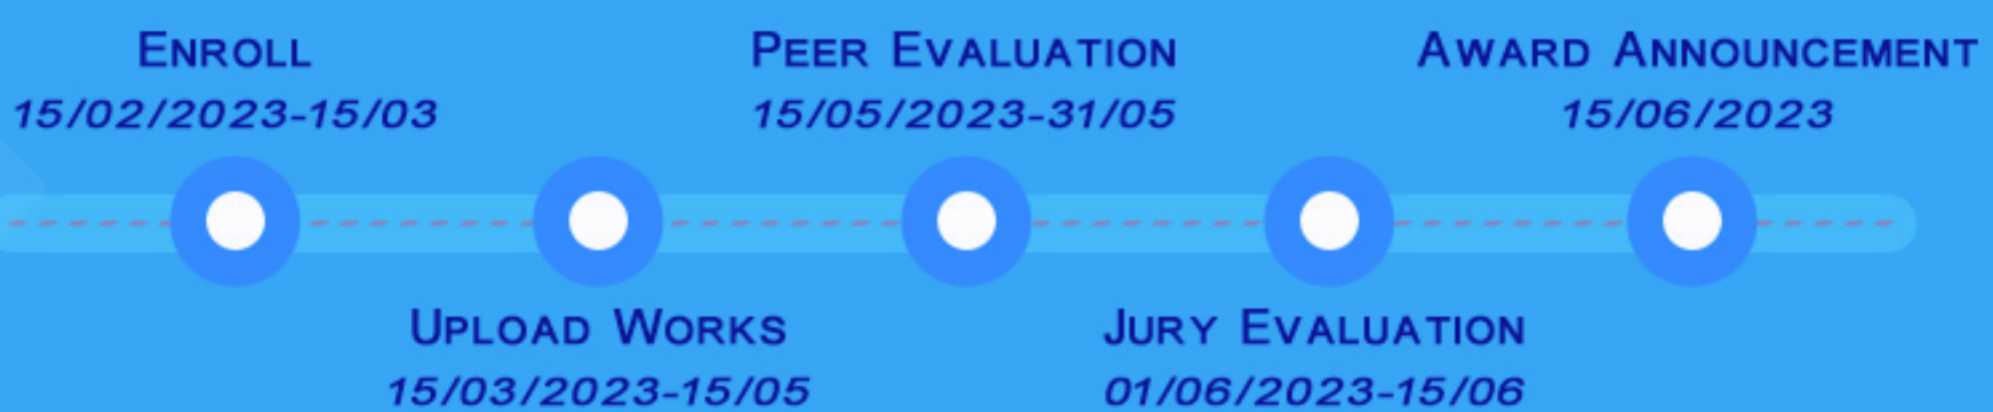 Enroll
15/02/2023-15/03
Upload Works
15/03/2023-15/05
Peer Evaluation
15/05/2023-31/05
Jury Evaluation
01/06/2023-15/06
Award Announcement
15/06/2023